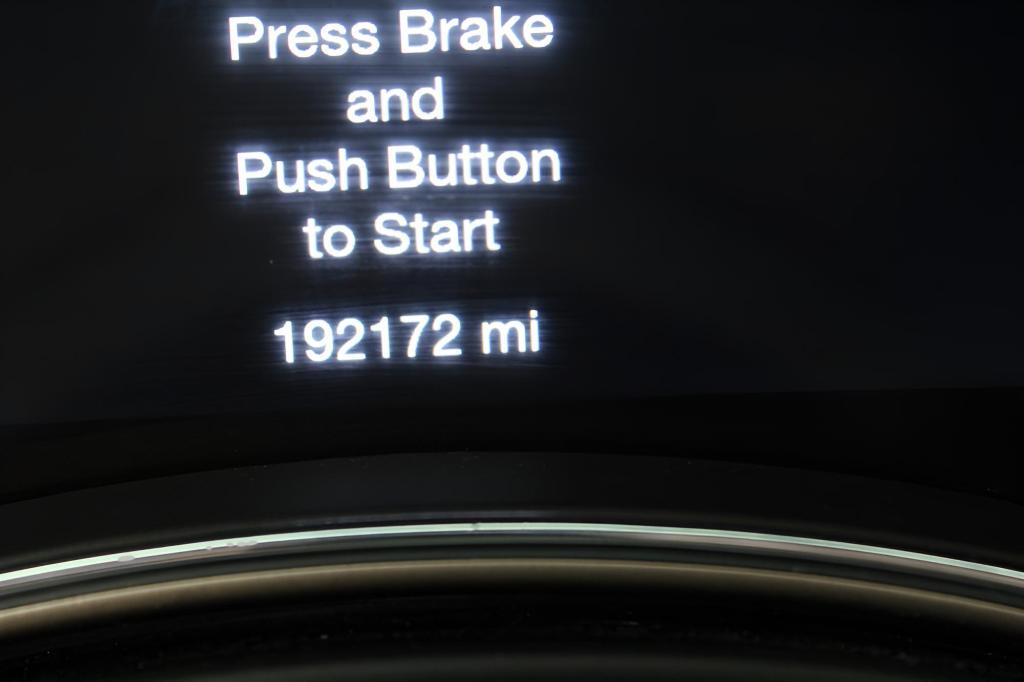 Press Brake
and
Push Button
to Start
192172 mi